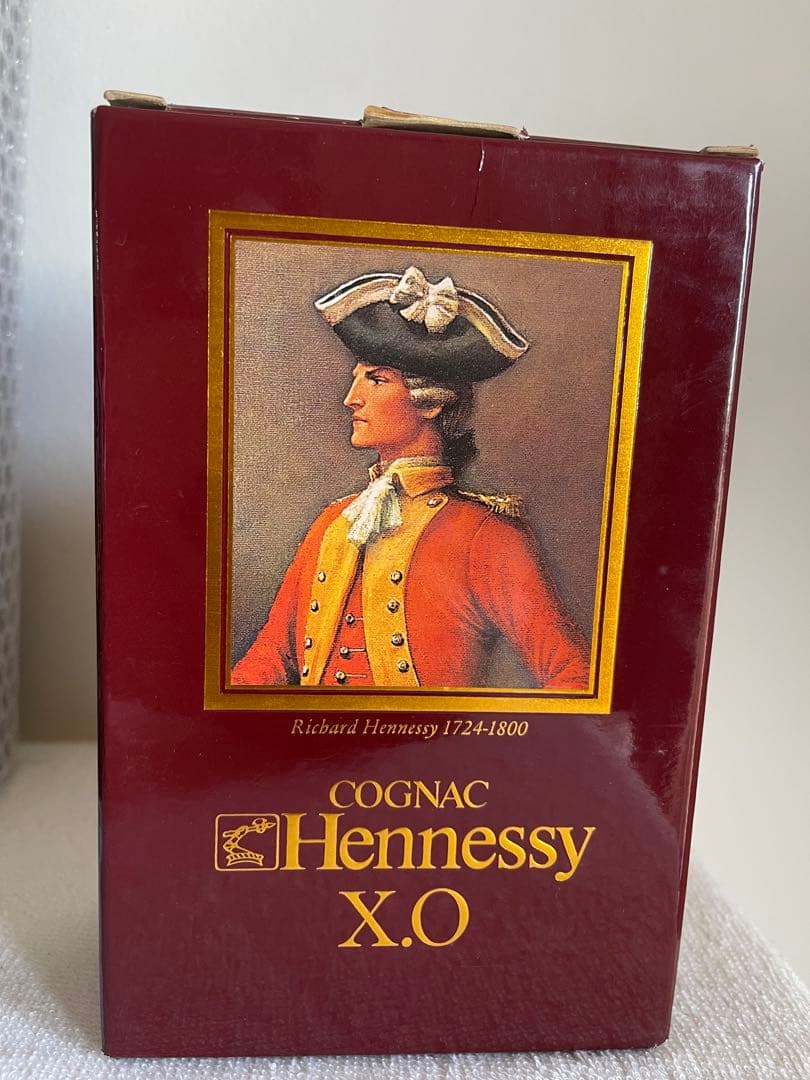 Richard Hennessy 1724-1800
COGNAC
Hennessy
X.O